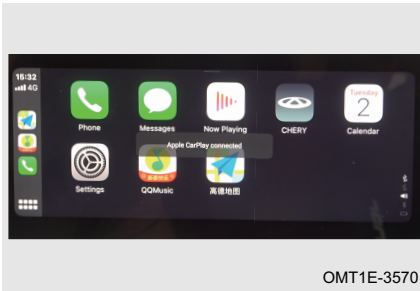 15:32
4G
Phone
Messages
Now Playing
CHERY
Tuesday
2
Calendar
Apple CarPlay connected
Settings
QQMusic
高德地图
OMT1E-3570